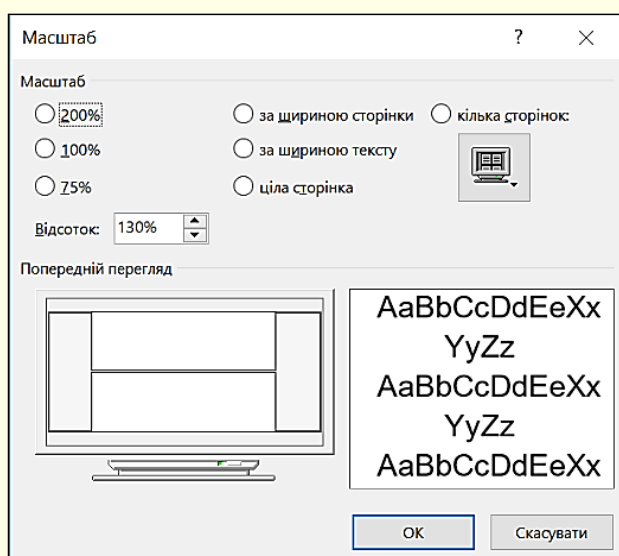 Масштаб ?
Масштаб
200% за шириною сторінки кілька сторінок:
100% за шириною тексту
75% ціла сторінка
Відсоток: 130%
Попередній перегляд
AaBbCcDdEeXx
YyZz
AaBbCcDdEeXx
YyZz
AaBbCcDdEeXx
OK Скасувати